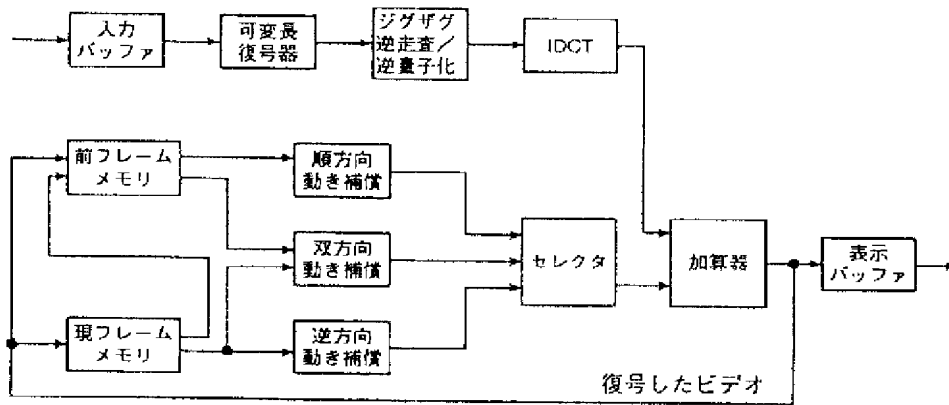 入力
バッファ
可変長
復号器
ジグザグ
逆走査／
逆量子化
IDCT
前フレーム
メモリ
順方向
動き補償
双方向
動き補償
セレクタ
加算器
表示
バッファ
現フレーム
メモリ
逆方向
動き補償
復号したビデオ